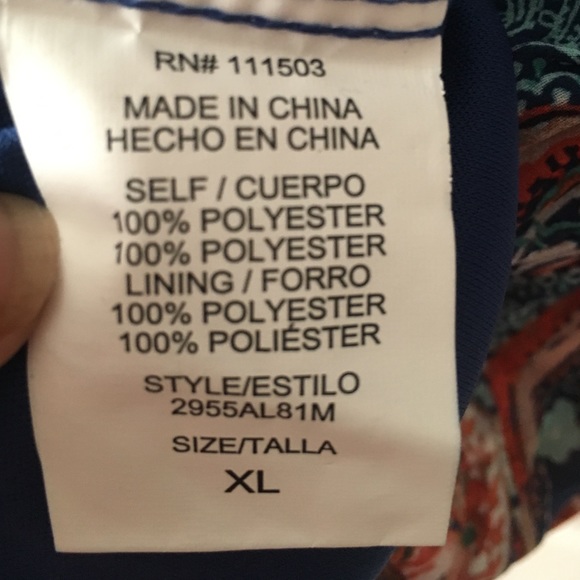 RN# 111503
MADE IN CHINA
HECHO EN CHINA
SELF / CUERPO
100% POLYESTER
100% POLYESTER
LINING / FORRO
100% POLYESTER
100% POLIÉSTER
STYLE/ESTILO
2955AL81M
SIZE/TALLA
XL